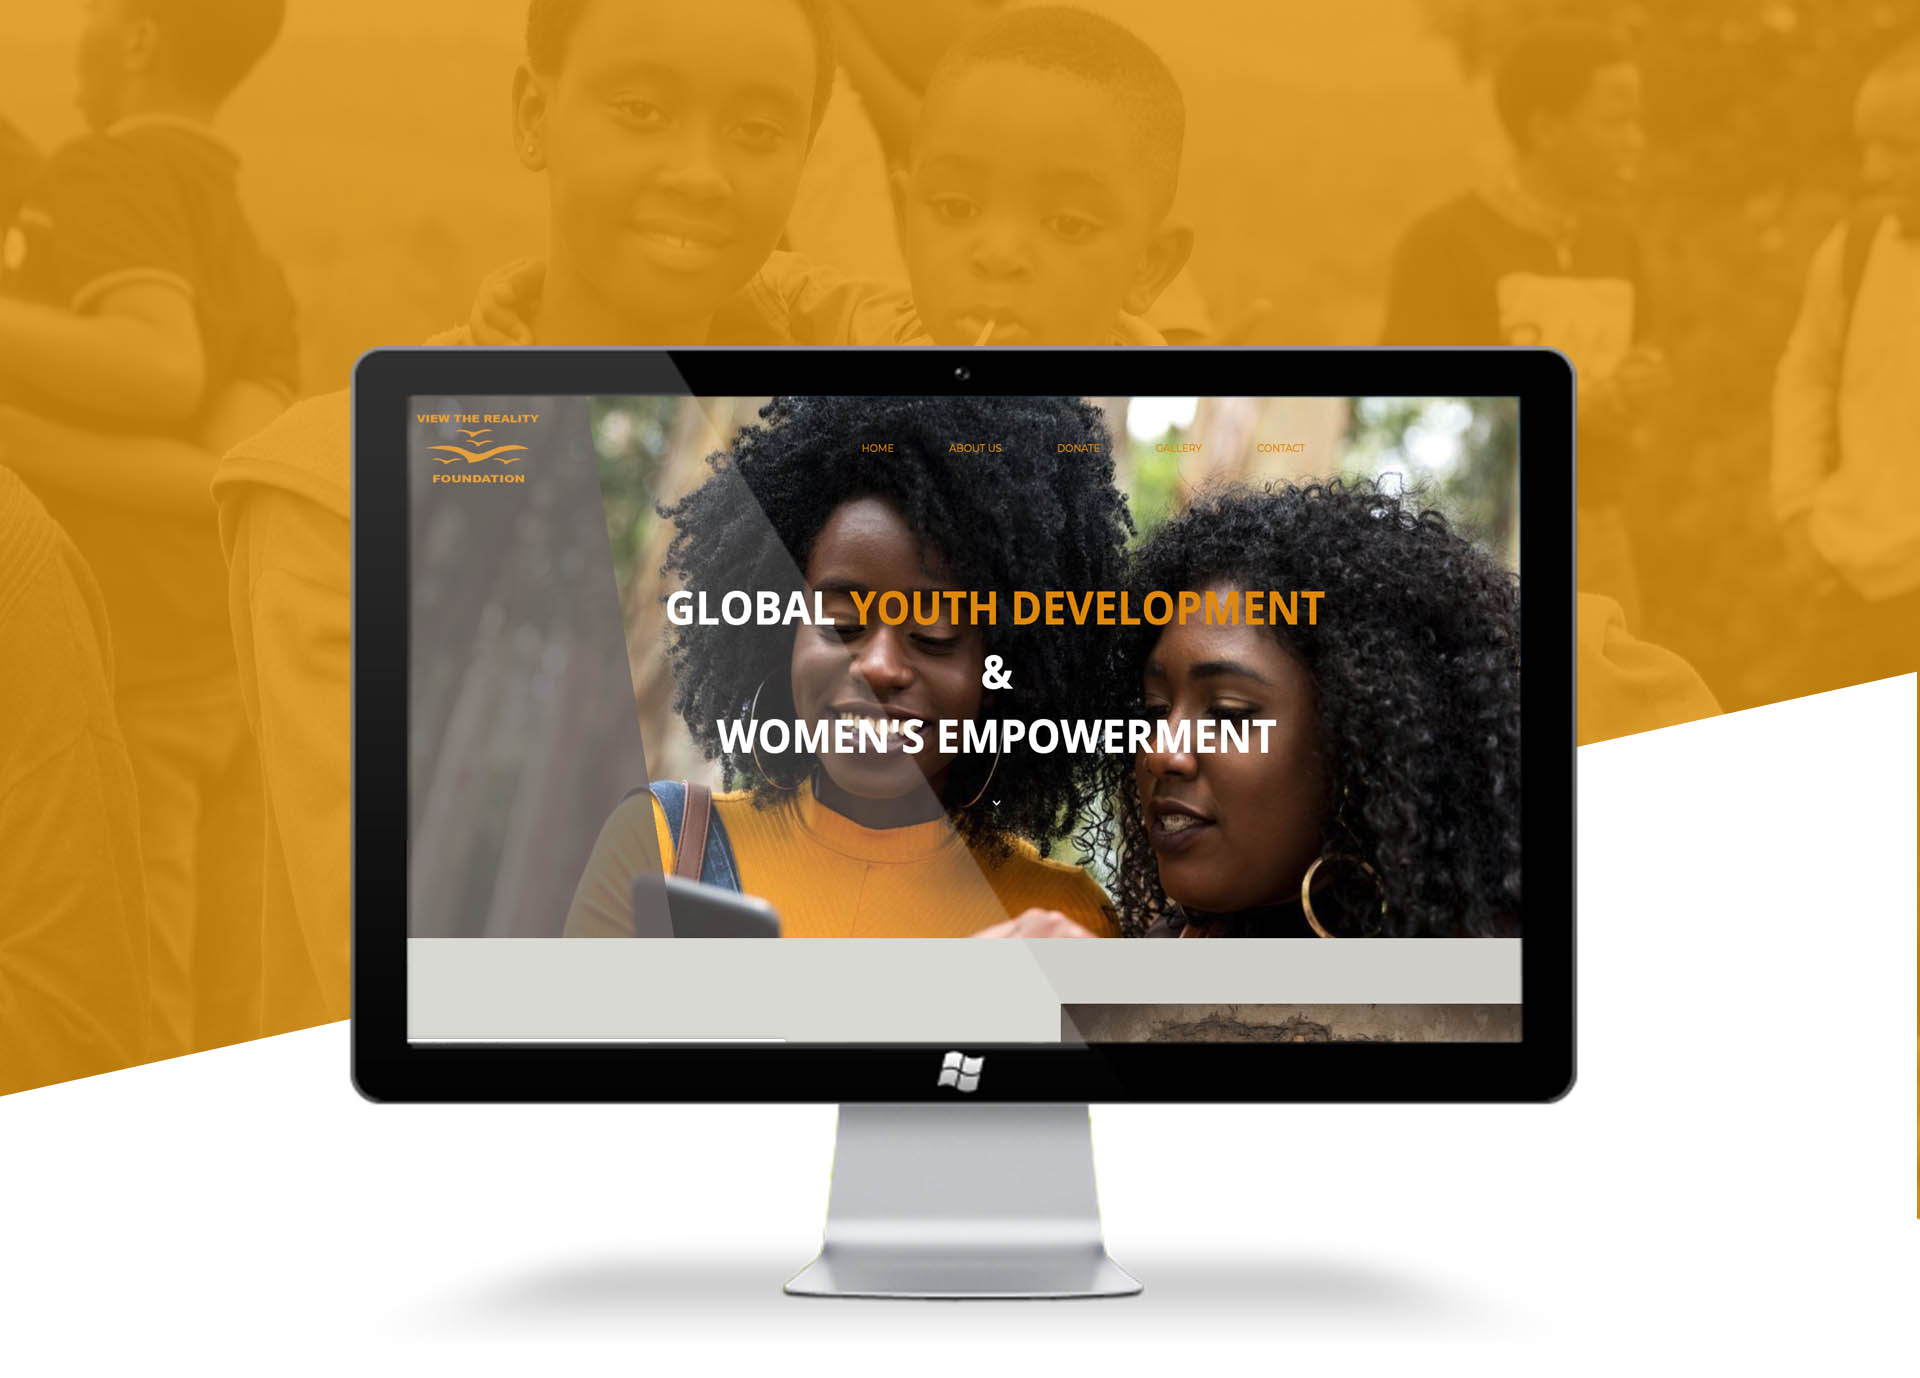 VIEW THE REALITY
FOUNDATION
HOME ABOUT US DONATE GALLERY CONTACT
GLOBAL YOUTH DEVELOPMENT
&
WOMEN'S EMPOWERMENT